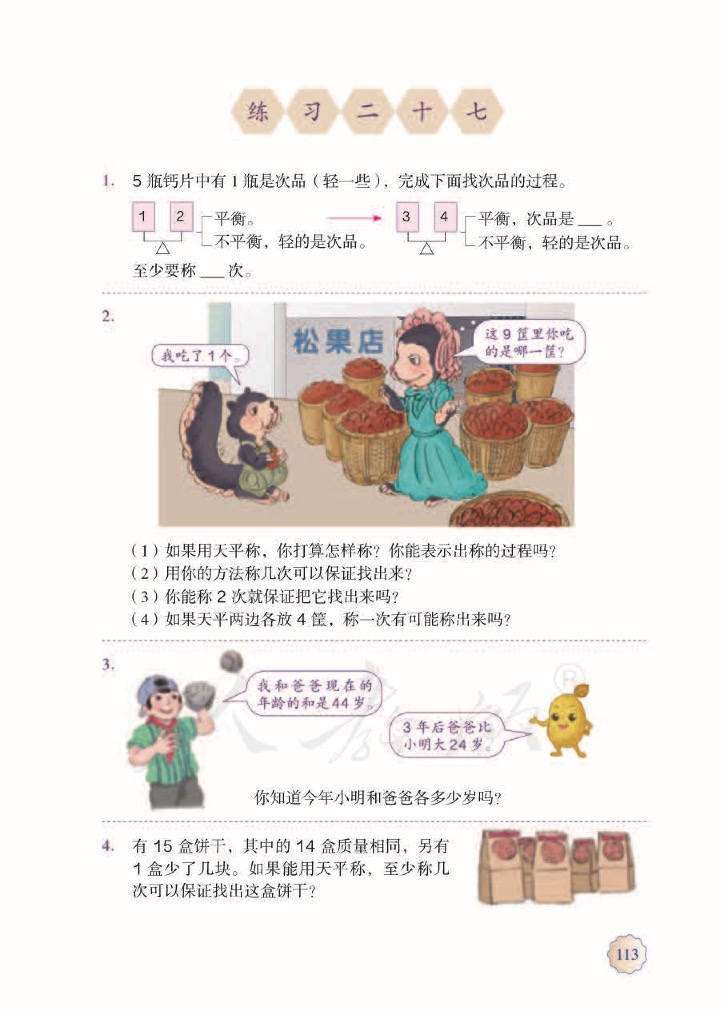 练习二十七
1. 5 瓶钙片中有 1 瓶是次品（轻一些），完成下面找次品的过程。
1 2 平衡。
不平衡，轻的是次品。
3 4 平衡，次品是 ___ 。
不平衡，轻的是次品。
至少要称 ___ 次。
2.
松果店
我吃了1个。
这9筐里你吃
的是哪一筐？
（1）如果用天平称，你打算怎样称？你能表示出称的过程吗？
（2）用你的方法称几次可以保证找出来？
（3）你能称 2 次就保证把它找出来吗？
（4）如果天平两边各放 4 筐，称一次有可能称出来吗？
3.
我和爸爸现在的
年龄的和是44岁。
3年后爸爸比
小明大24岁。
®
你知道今年小明和爸爸各多少岁吗？
4. 有 15 盒饼干，其中的 14 盒质量相同，另有
1 盒少了几块。如果能用天平称，至少称几
次可以保证找出这盒饼干？
113